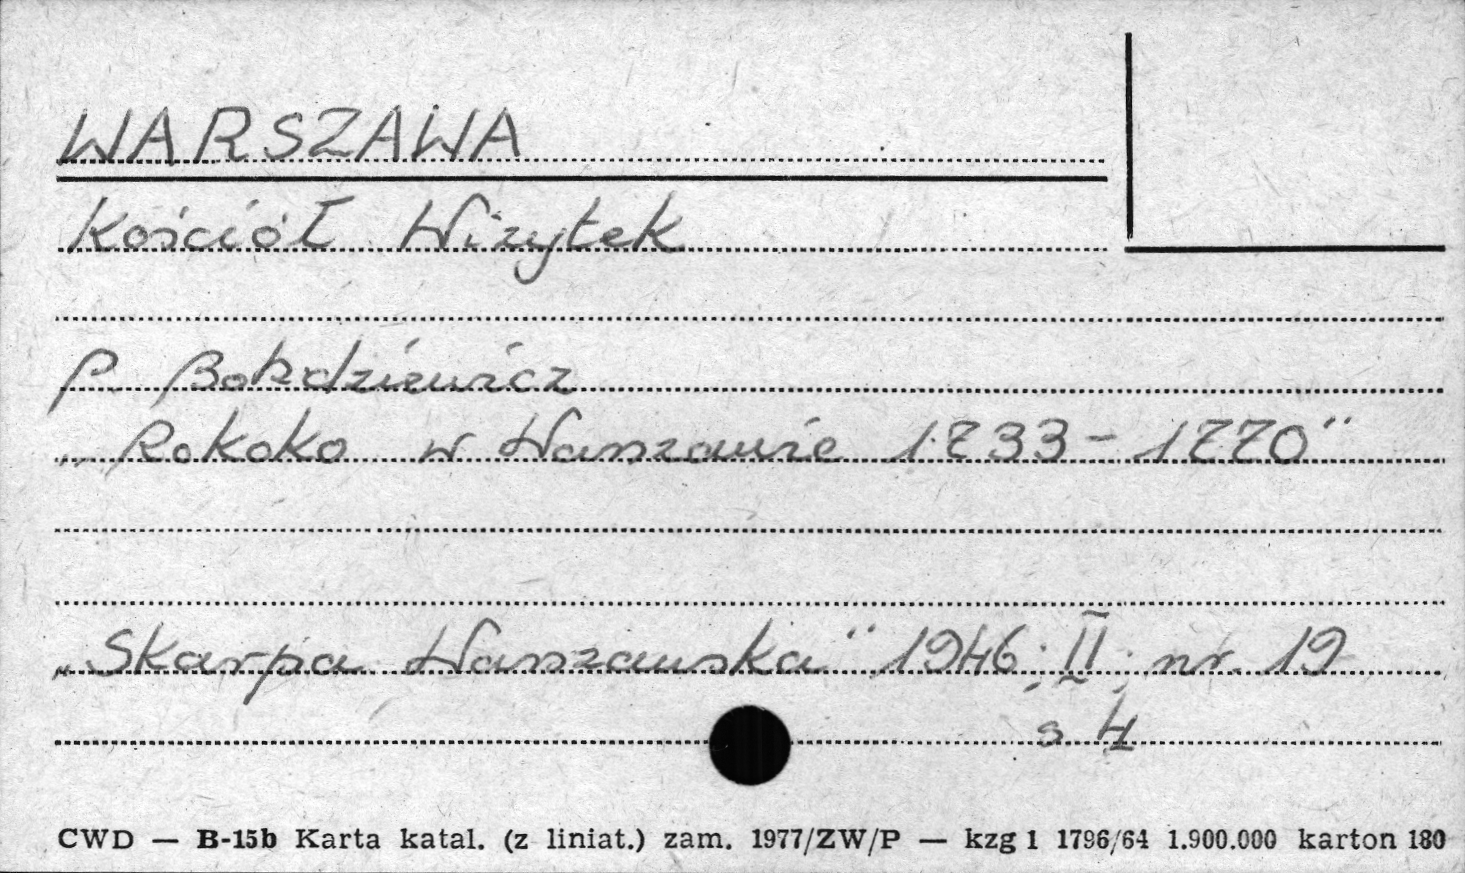 WARSZAWA
Kościół Wizytek
P. Bohdziewicz
„Rokoko w Warszawie 1733-1770"
„Skarpa Warszawska" 1946. II. nr. 19
s 4
CWD — B-15b Karta katal. (z liniat.) zam. 1977/ZW/P — kzg 1 1796/64 1.900.000 karton 180